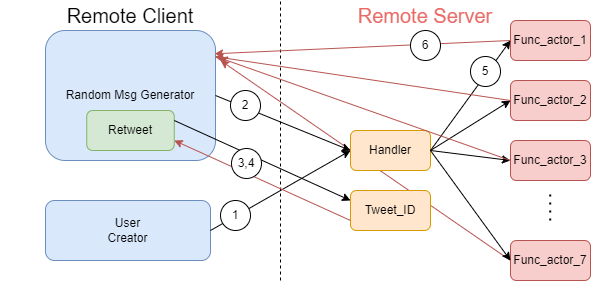 Remote Client
Remote Server
Func_actor_1
6
5
Random Msg Generator
2
Func_actor_2
Retweet
Handler
Func_actor_3
3,4
Tweet_ID
1
User
Creator
Func_actor_7